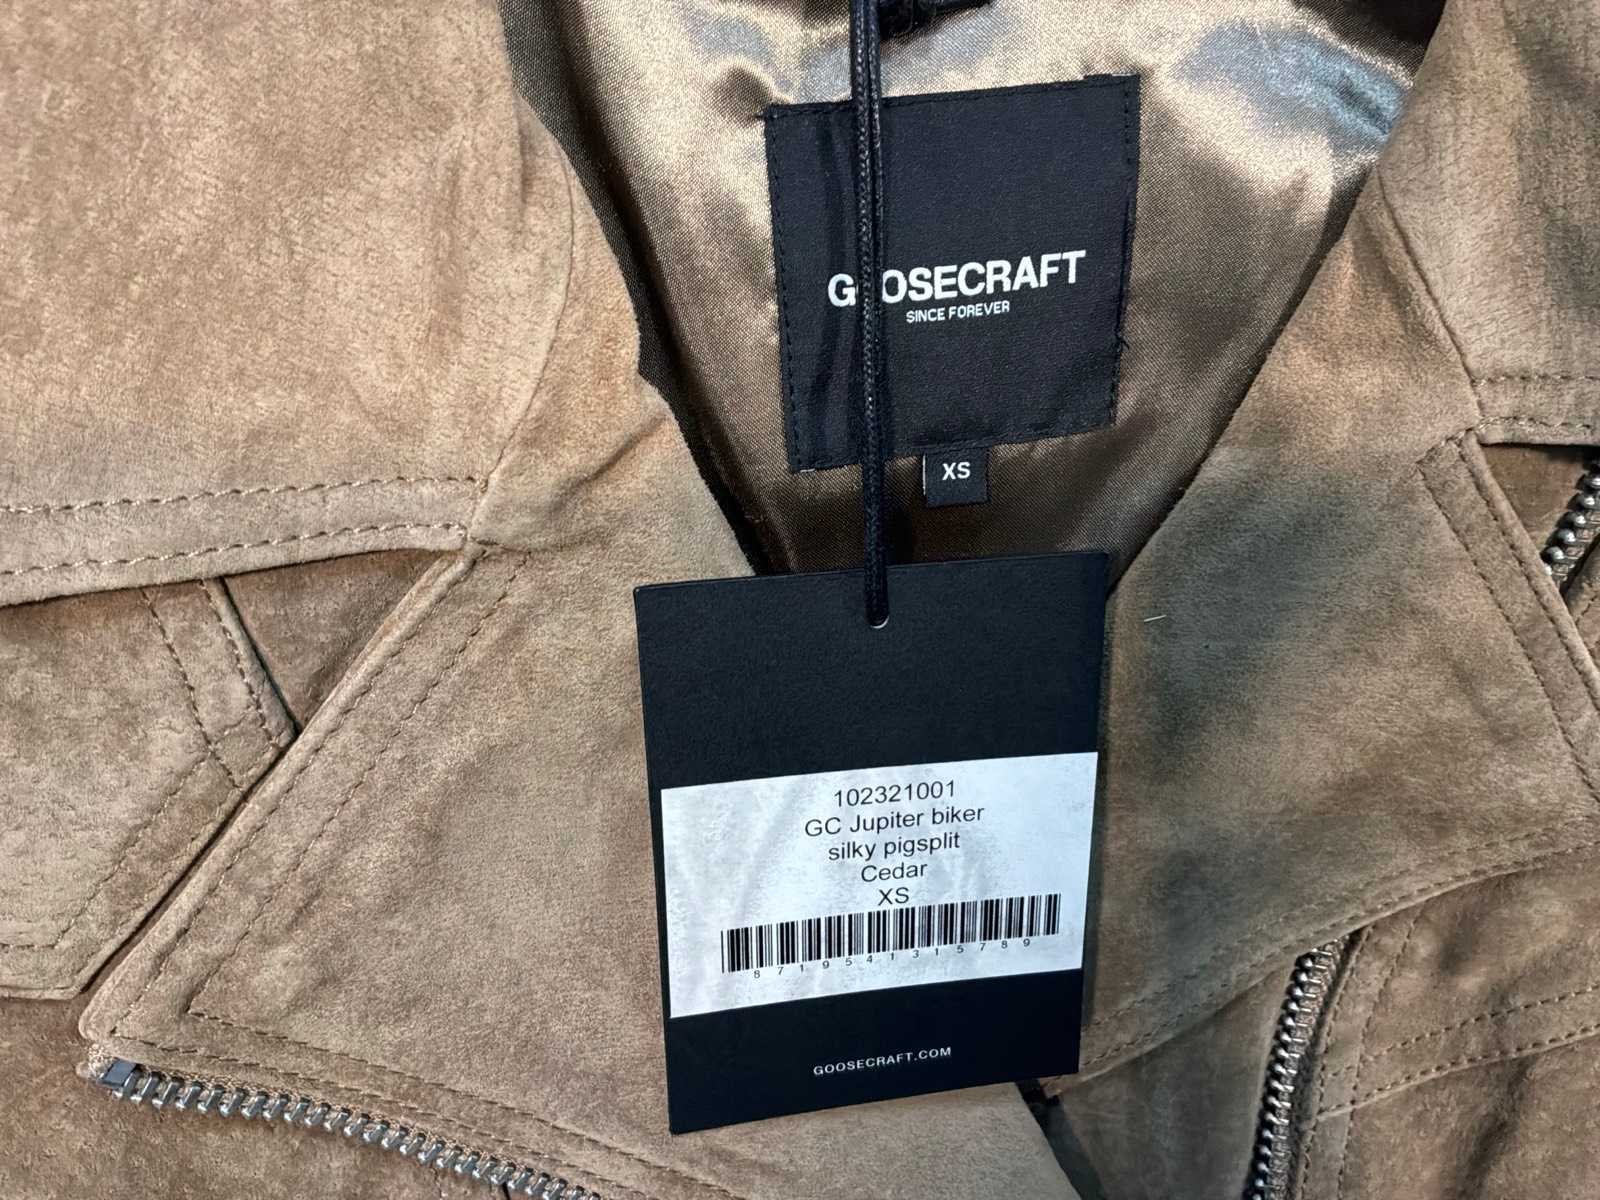 GOOSECRAFT
SINCE FOREVER
XS
102321001
GC Jupiter biker
silky pigsplit
Cedar
XS
8719541315789
GOOSECRAFT.COM